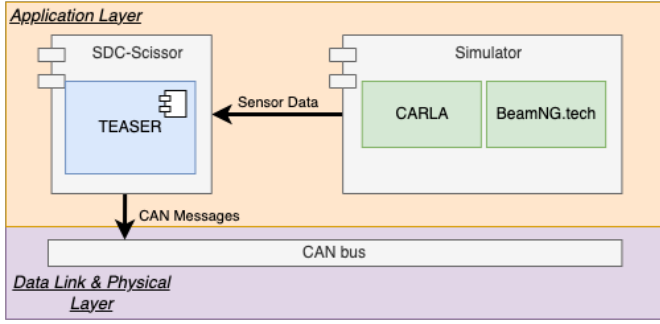 Application Layer
SDC-Scissor
Simulator
TEASER
Sensor Data
CARLA
BeamNG.tech
CAN Messages
CAN bus
Data Link & Physical
Layer